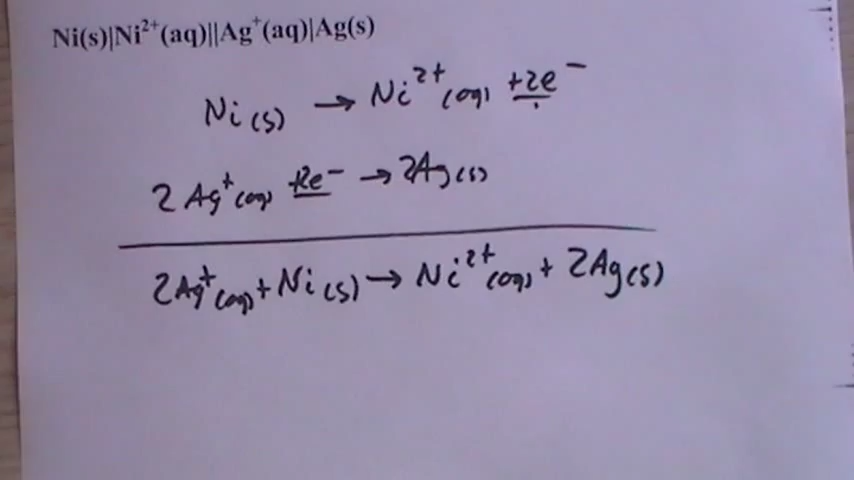 Ni(s)|Ni²⁺(aq)||Ag⁺(aq)|Ag(s)
Ni(s) → Ni²⁺(aq) +2e⁻
2Ag⁺(aq) +2e⁻ → 2Ag(s)
2Ag⁺(aq) + Ni(s) → Ni²⁺(aq) + 2Ag(s)